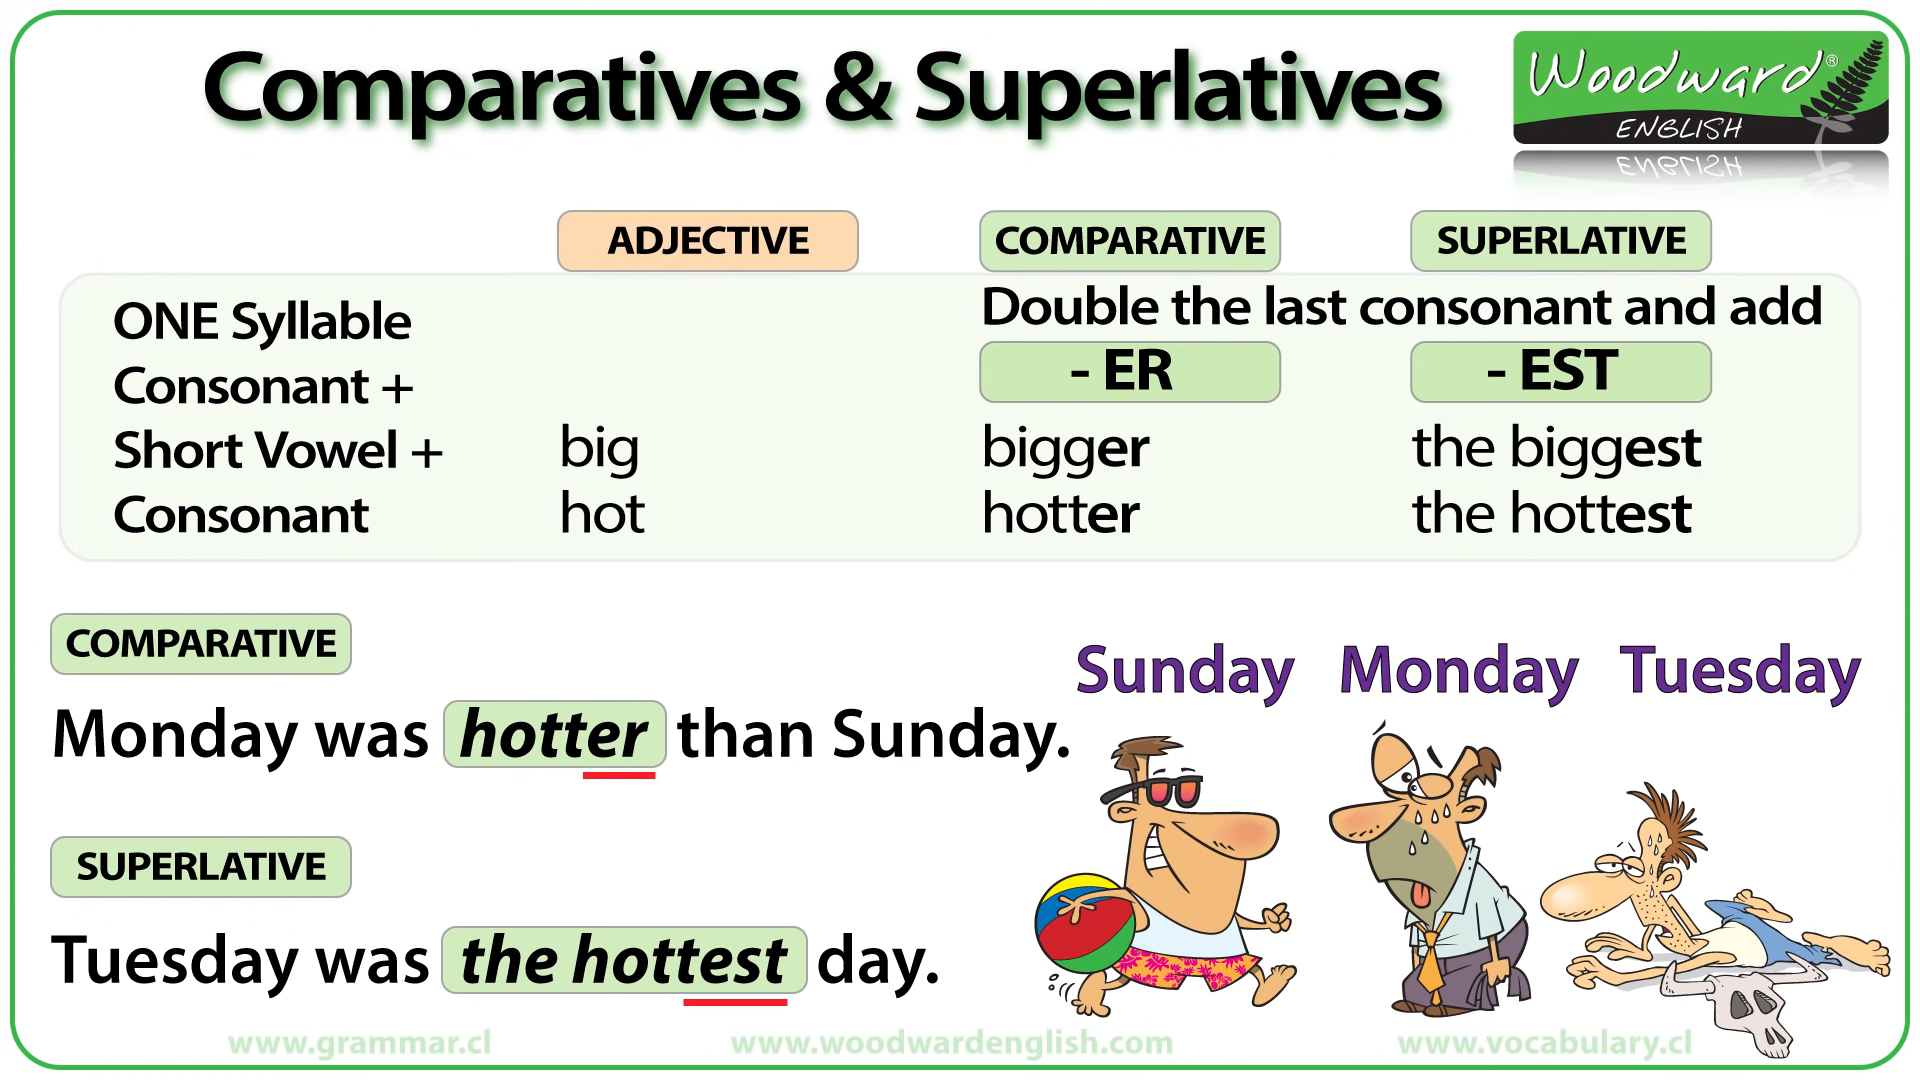 Comparatives & Superlatives
Woodward®
ENGLISH
ADJECTIVE COMPARATIVE SUPERLATIVE
ONE Syllable Double the last consonant and add
Consonant + - ER - EST
Short Vowel + big bigger the biggest
Consonant hot hotter the hottest
COMPARATIVE
Monday was hotter than Sunday.
SUPERLATIVE
Tuesday was the hottest day.
Sunday Monday Tuesday
www.grammar.cl www.woodwardenglish.com www.vocabulary.cl